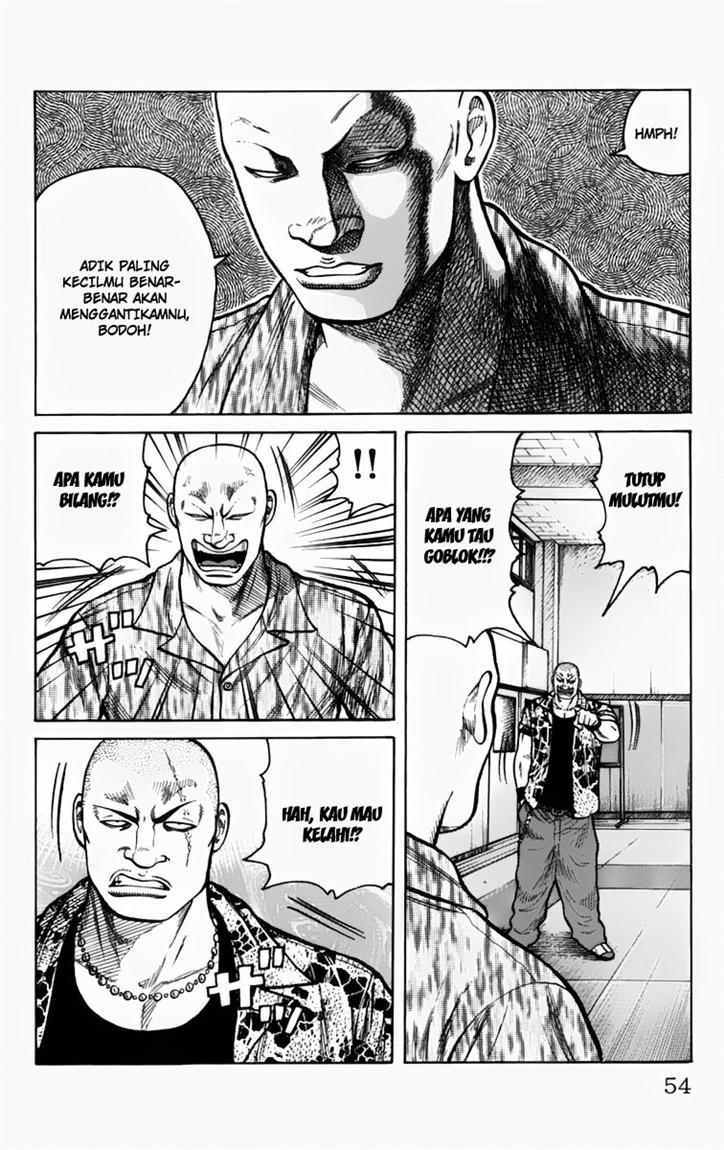 HMPH!
ADIK PALING
KECILMU BENAR-
BENAR AKAN
MENGGANTIKAMNU,
BODOH!
TUTUP
MULUTMU!
APA YANG
KAMU TAU
GOBLOK!!?
!!
APA KAMU
BILANG!?
ザッ
HAH, KAU MAU
KELAHI!?
ザッ
54